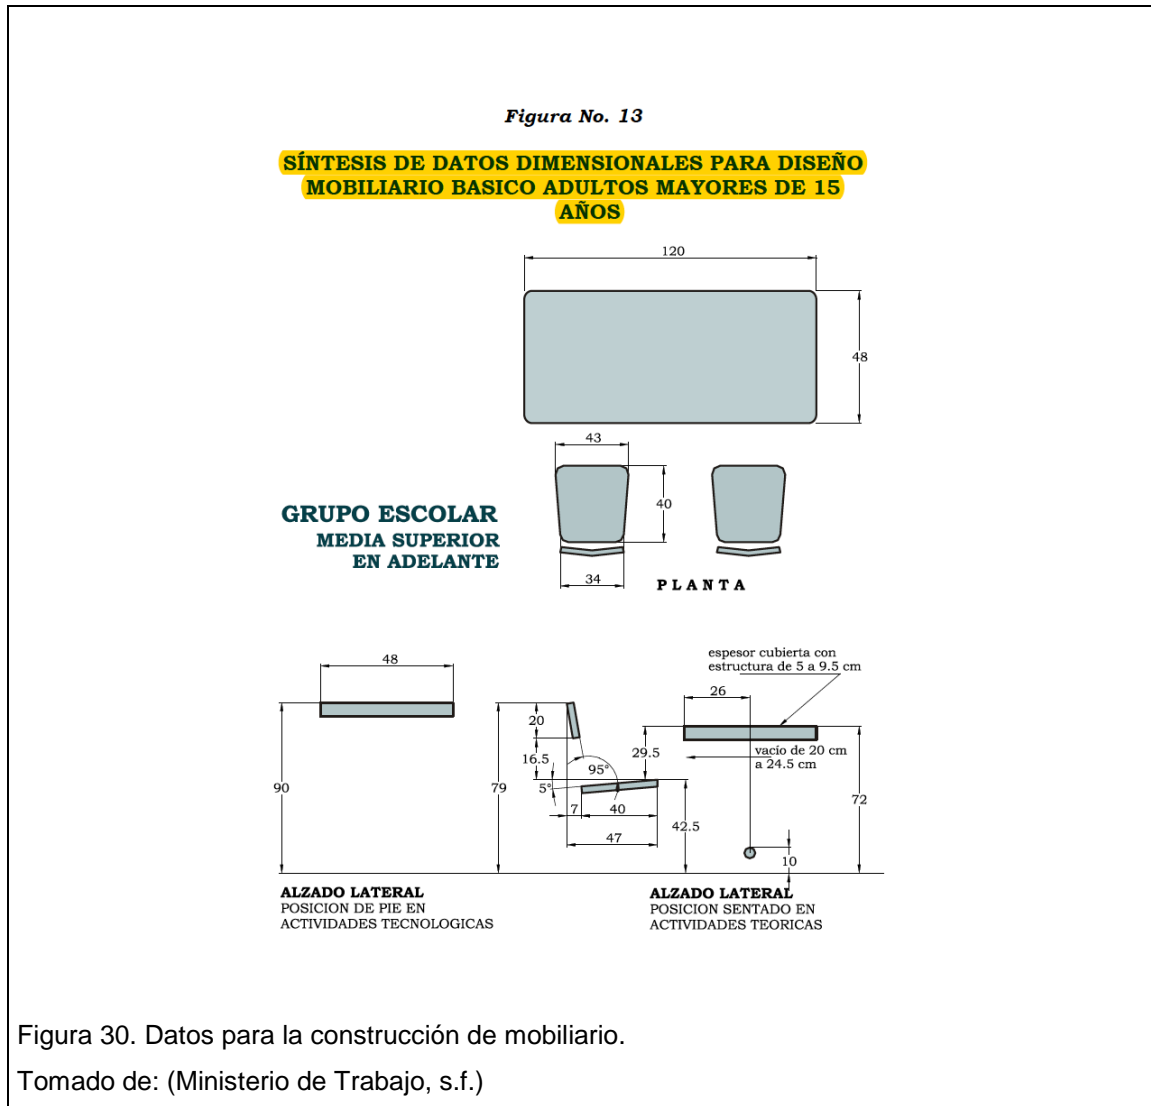 Figura No. 13
SÍNTESIS DE DATOS DIMENSIONALES PARA DISEÑO
MOBILIARIO BASICO ADULTOS MAYORES DE 15
AÑOS
120
48
43
40
GRUPO ESCOLAR
MEDIA SUPERIOR
EN ADELANTE
34
PLANTA
48
90
79
20
16.5
95°
5°
7
40
47
29.5
42.5
espesor cubierta con
estructura de 5 a 9.5 cm
26
vacío de 20 cm
a 24.5 cm
72
10
ALZADO LATERAL
POSICION DE PIE EN
ACTIVIDADES TECNOLOGICAS
ALZADO LATERAL
POSICION SENTADO EN
ACTIVIDADES TEORICAS
Figura 30. Datos para la construcción de mobiliario.
Tomado de: (Ministerio de Trabajo, s.f.)